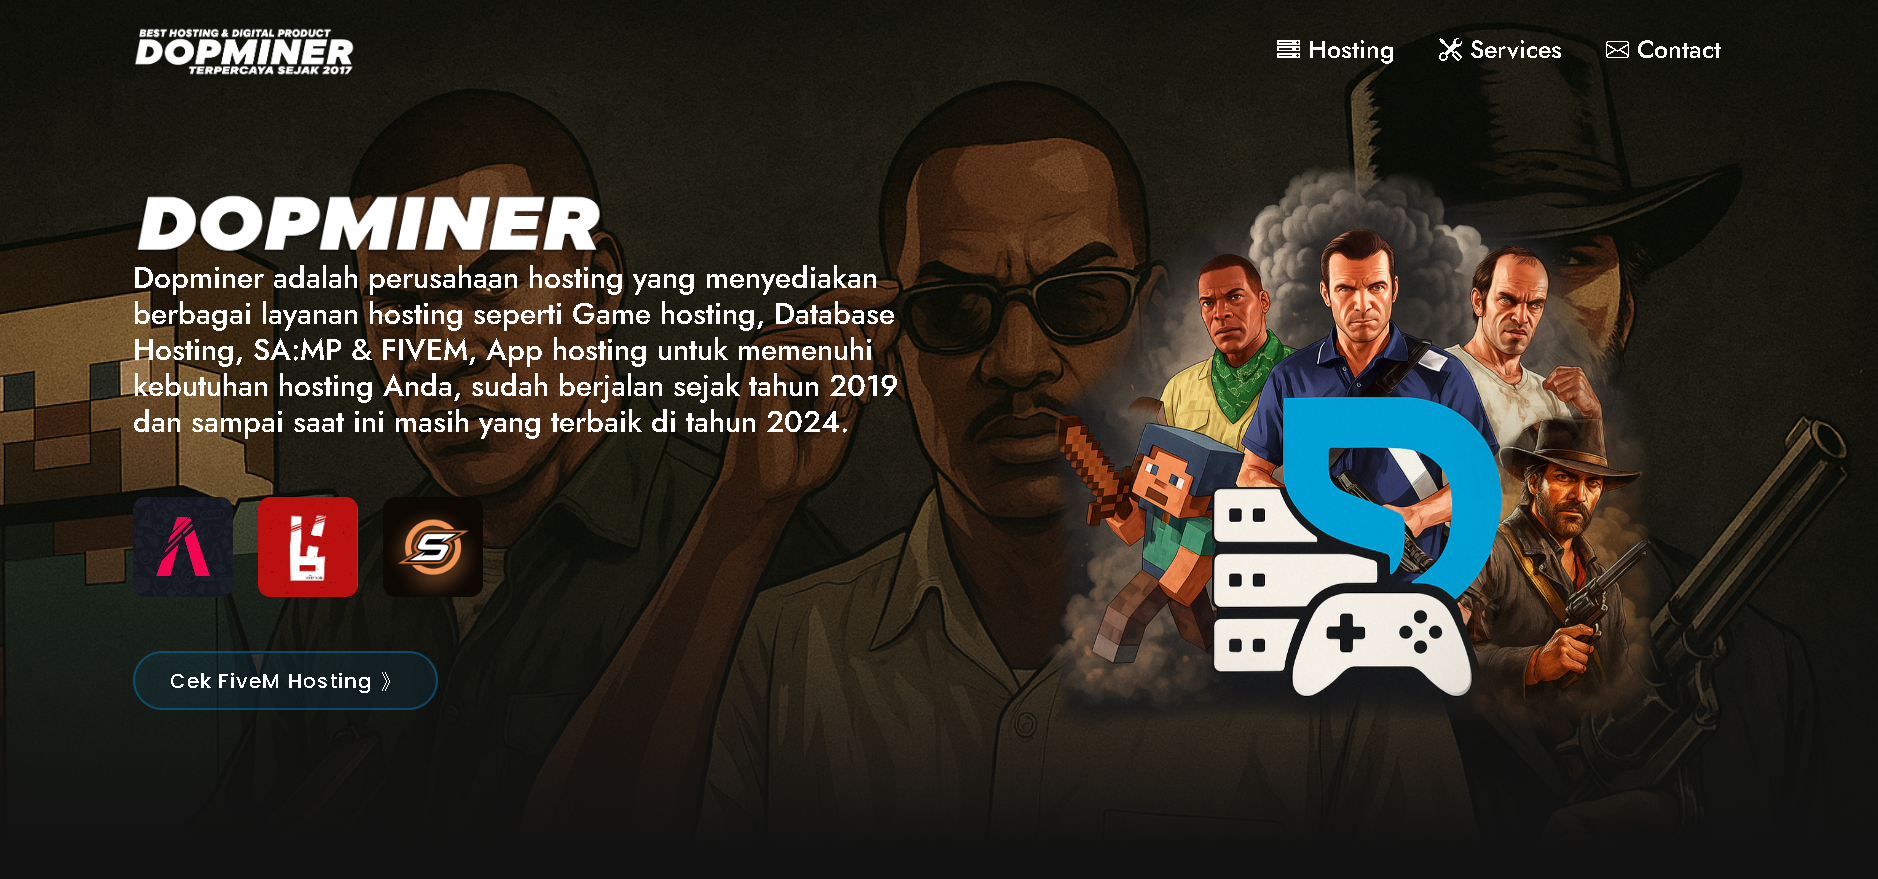 BEST HOSTING & DIGITAL PRODUCT
DOPMINER
TERPERCAYA SEJAK 2017
Hosting
Services
Contact
DOPMINER
Dopminer adalah perusahaan hosting yang menyediakan
berbagai layanan hosting seperti Game hosting, Database
Hosting, SA:MP & FIVEM, App hosting untuk memenuhi
kebutuhan hosting Anda, sudah berjalan sejak tahun 2019
dan sampai saat ini masih yang terbaik di tahun 2024.
Cek FiveM Hosting 》